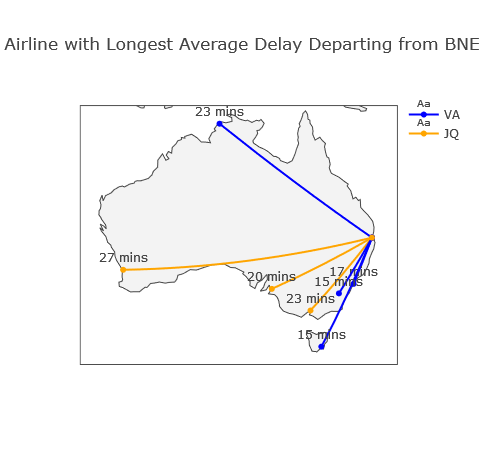 Airline with Longest Average Delay Departing from BNE
Aa
VA
Aa
JQ
23 mins
27 mins
17 mins
20 mins
15 mins
23 mins
15 mins